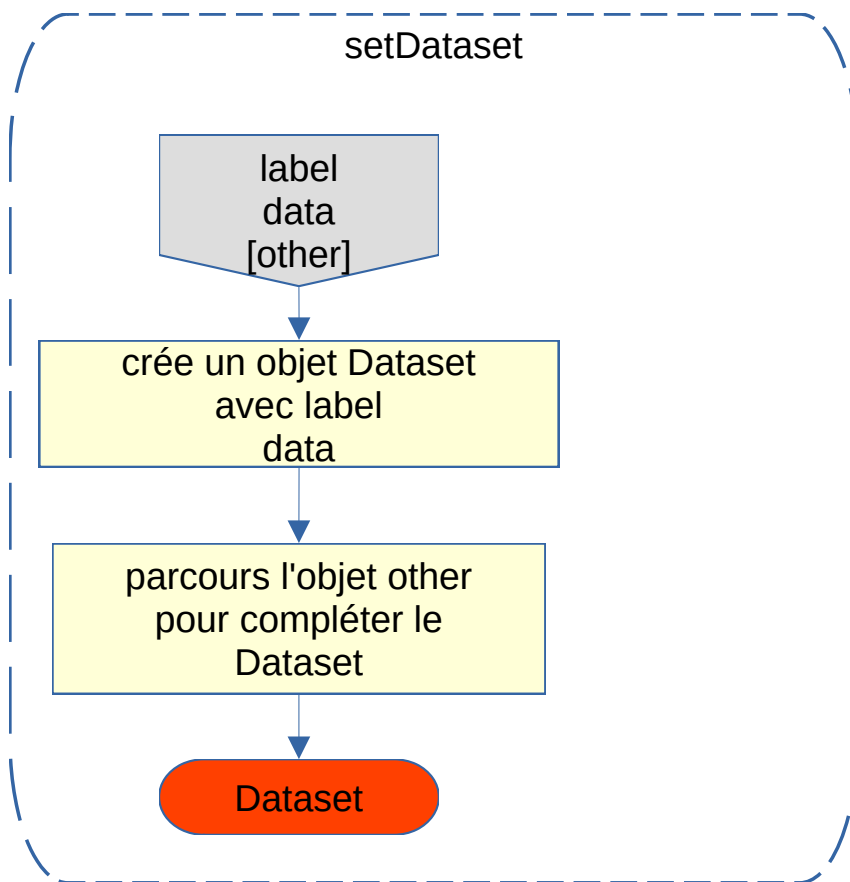 setDataset
label
data
[other]
crée un objet Dataset
avec label
data
parcours l'objet other
pour compléter le
Dataset
Dataset